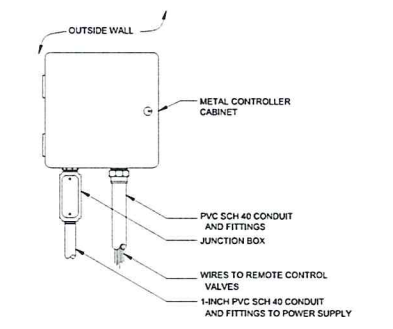 OUTSIDE WALL
METAL CONTROLLER
CABINET
PVC SCH 40 CONDUIT
AND FITTINGS
JUNCTION BOX
WIRES TO REMOTE CONTROL
VALVES
1-INCH PVC SCH 40 CONDUIT
AND FITTINGS TO POWER SUPPLY